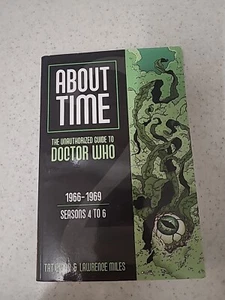 ABOUT
TIME
THE UNAUTHORIZED GUIDE TO
DOCTOR WHO
1966-1969
SEASONS 4 TO 6
& LAWRENCE MILES